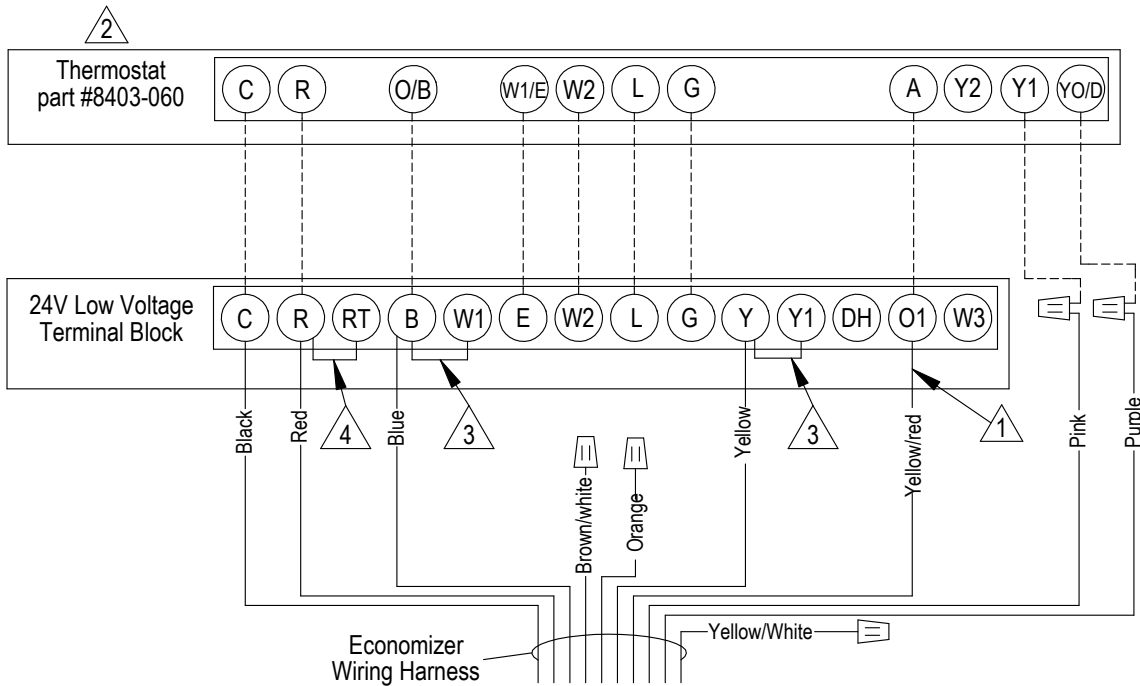 2
Thermostat
part #8403-060
C R O/B W1/E W2 L G A Y2 Y1 YO/D
24V Low Voltage
Terminal Block
C R RT B W1 E W2 L G Y Y1 DH O1 W3
4
3
3
1
Black
Red
Blue
Brown/white
Orange
Yellow
Yellow/red
Pink
Purple
Yellow/White
Economizer
Wiring Harness